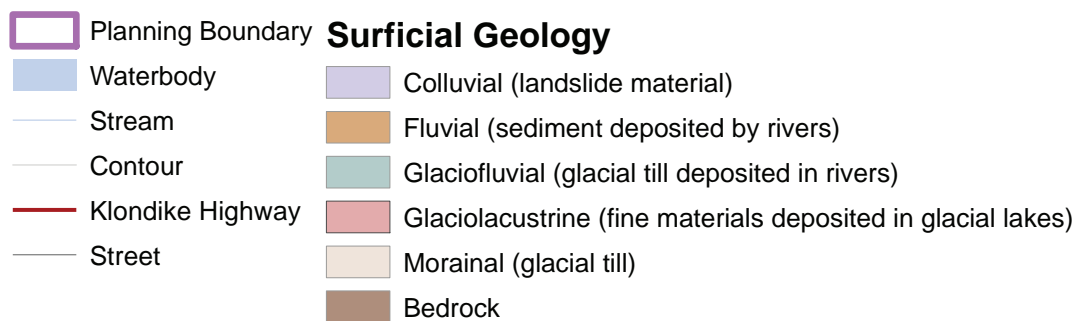 Planning Boundary
Waterbody
Stream
Contour
Klondike Highway
Street
Surficial Geology
Colluvial (landslide material)
Fluvial (sediment deposited by rivers)
Glaciofluvial (glacial till deposited in rivers)
Glaciolacustrine (fine materials deposited in glacial lakes)
Morainal (glacial till)
Bedrock